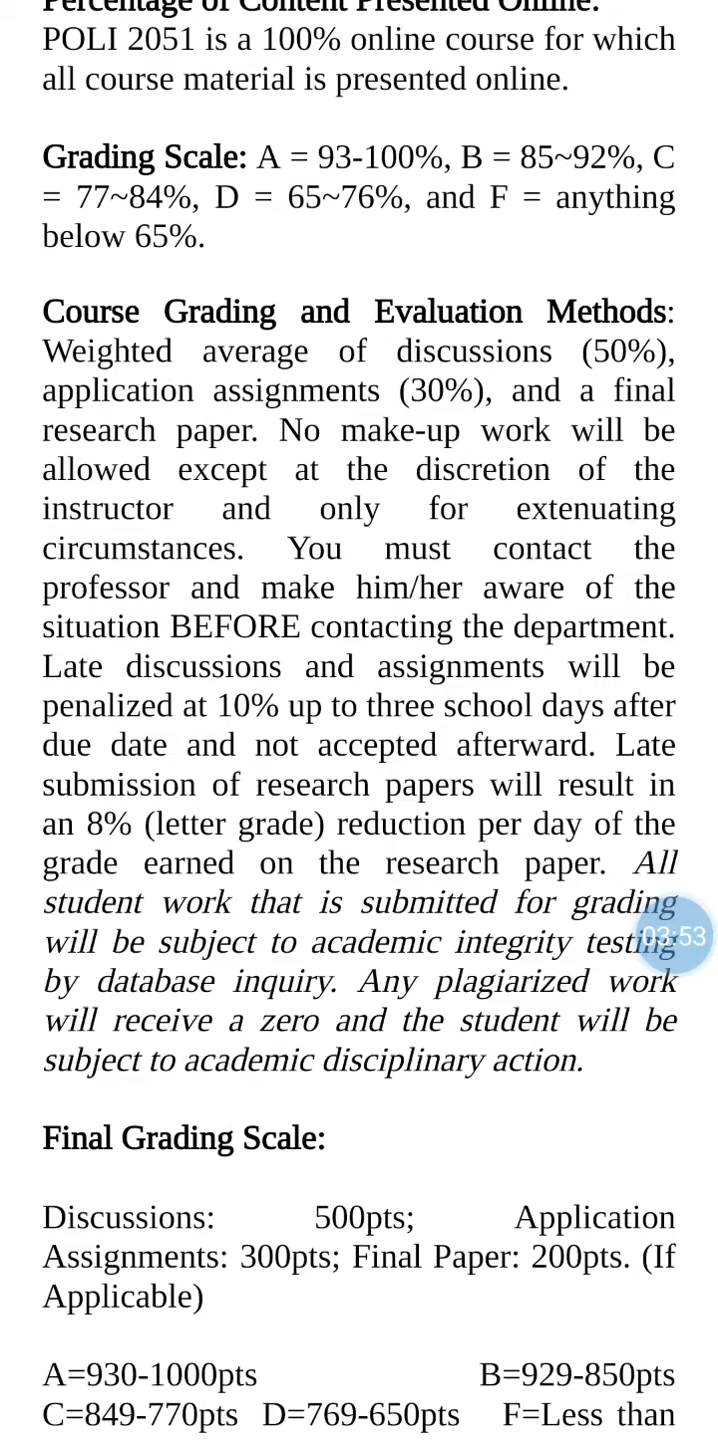 Percentage of Content Presented Online:
POLI 2051 is a 100% online course for which
all course material is presented online.
Grading Scale: A = 93-100%, B = 85~92%, C
= 77~84%, D = 65~76%, and F = anything
below 65%.
Course Grading and Evaluation Methods:
Weighted average of discussions (50%),
application assignments (30%), and a final
research paper. No make-up work will be
allowed except at the discretion of the
instructor and only for extenuating
circumstances. You must contact the
professor and make him/her aware of the
situation BEFORE contacting the department.
Late discussions and assignments will be
penalized at 10% up to three school days after
due date and not accepted afterward. Late
submission of research papers will result in
an 8% (letter grade) reduction per day of the
grade earned on the research paper. All
student work that is submitted for grading
will be subject to academic integrity testing
03:53
by database inquiry. Any plagiarized work
will receive a zero and the student will be
subject to academic disciplinary action.
Final Grading Scale:
Discussions: 500pts; Application
Assignments: 300pts; Final Paper: 200pts. (If
Applicable)
A=930-1000pts B=929-850pts
C=849-770pts D=769-650pts F=Less than